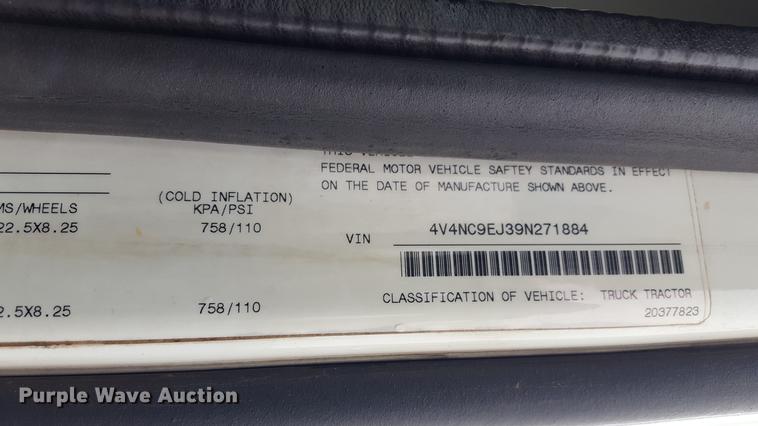 FEDERAL MOTOR VEHICLE SAFTEY STANDARDS IN EFFECT
ON THE DATE OF MANUFACTURE SHOWN ABOVE.
MS/WHEELS
(COLD INFLATION)
KPA/PSI
22.5X8.25
758/110
VIN
4V4NC9EJ39N271884
2.5X8.25
758/110
CLASSIFICATION OF VEHICLE: TRUCK TRACTOR
20377823
Purple Wave Auction